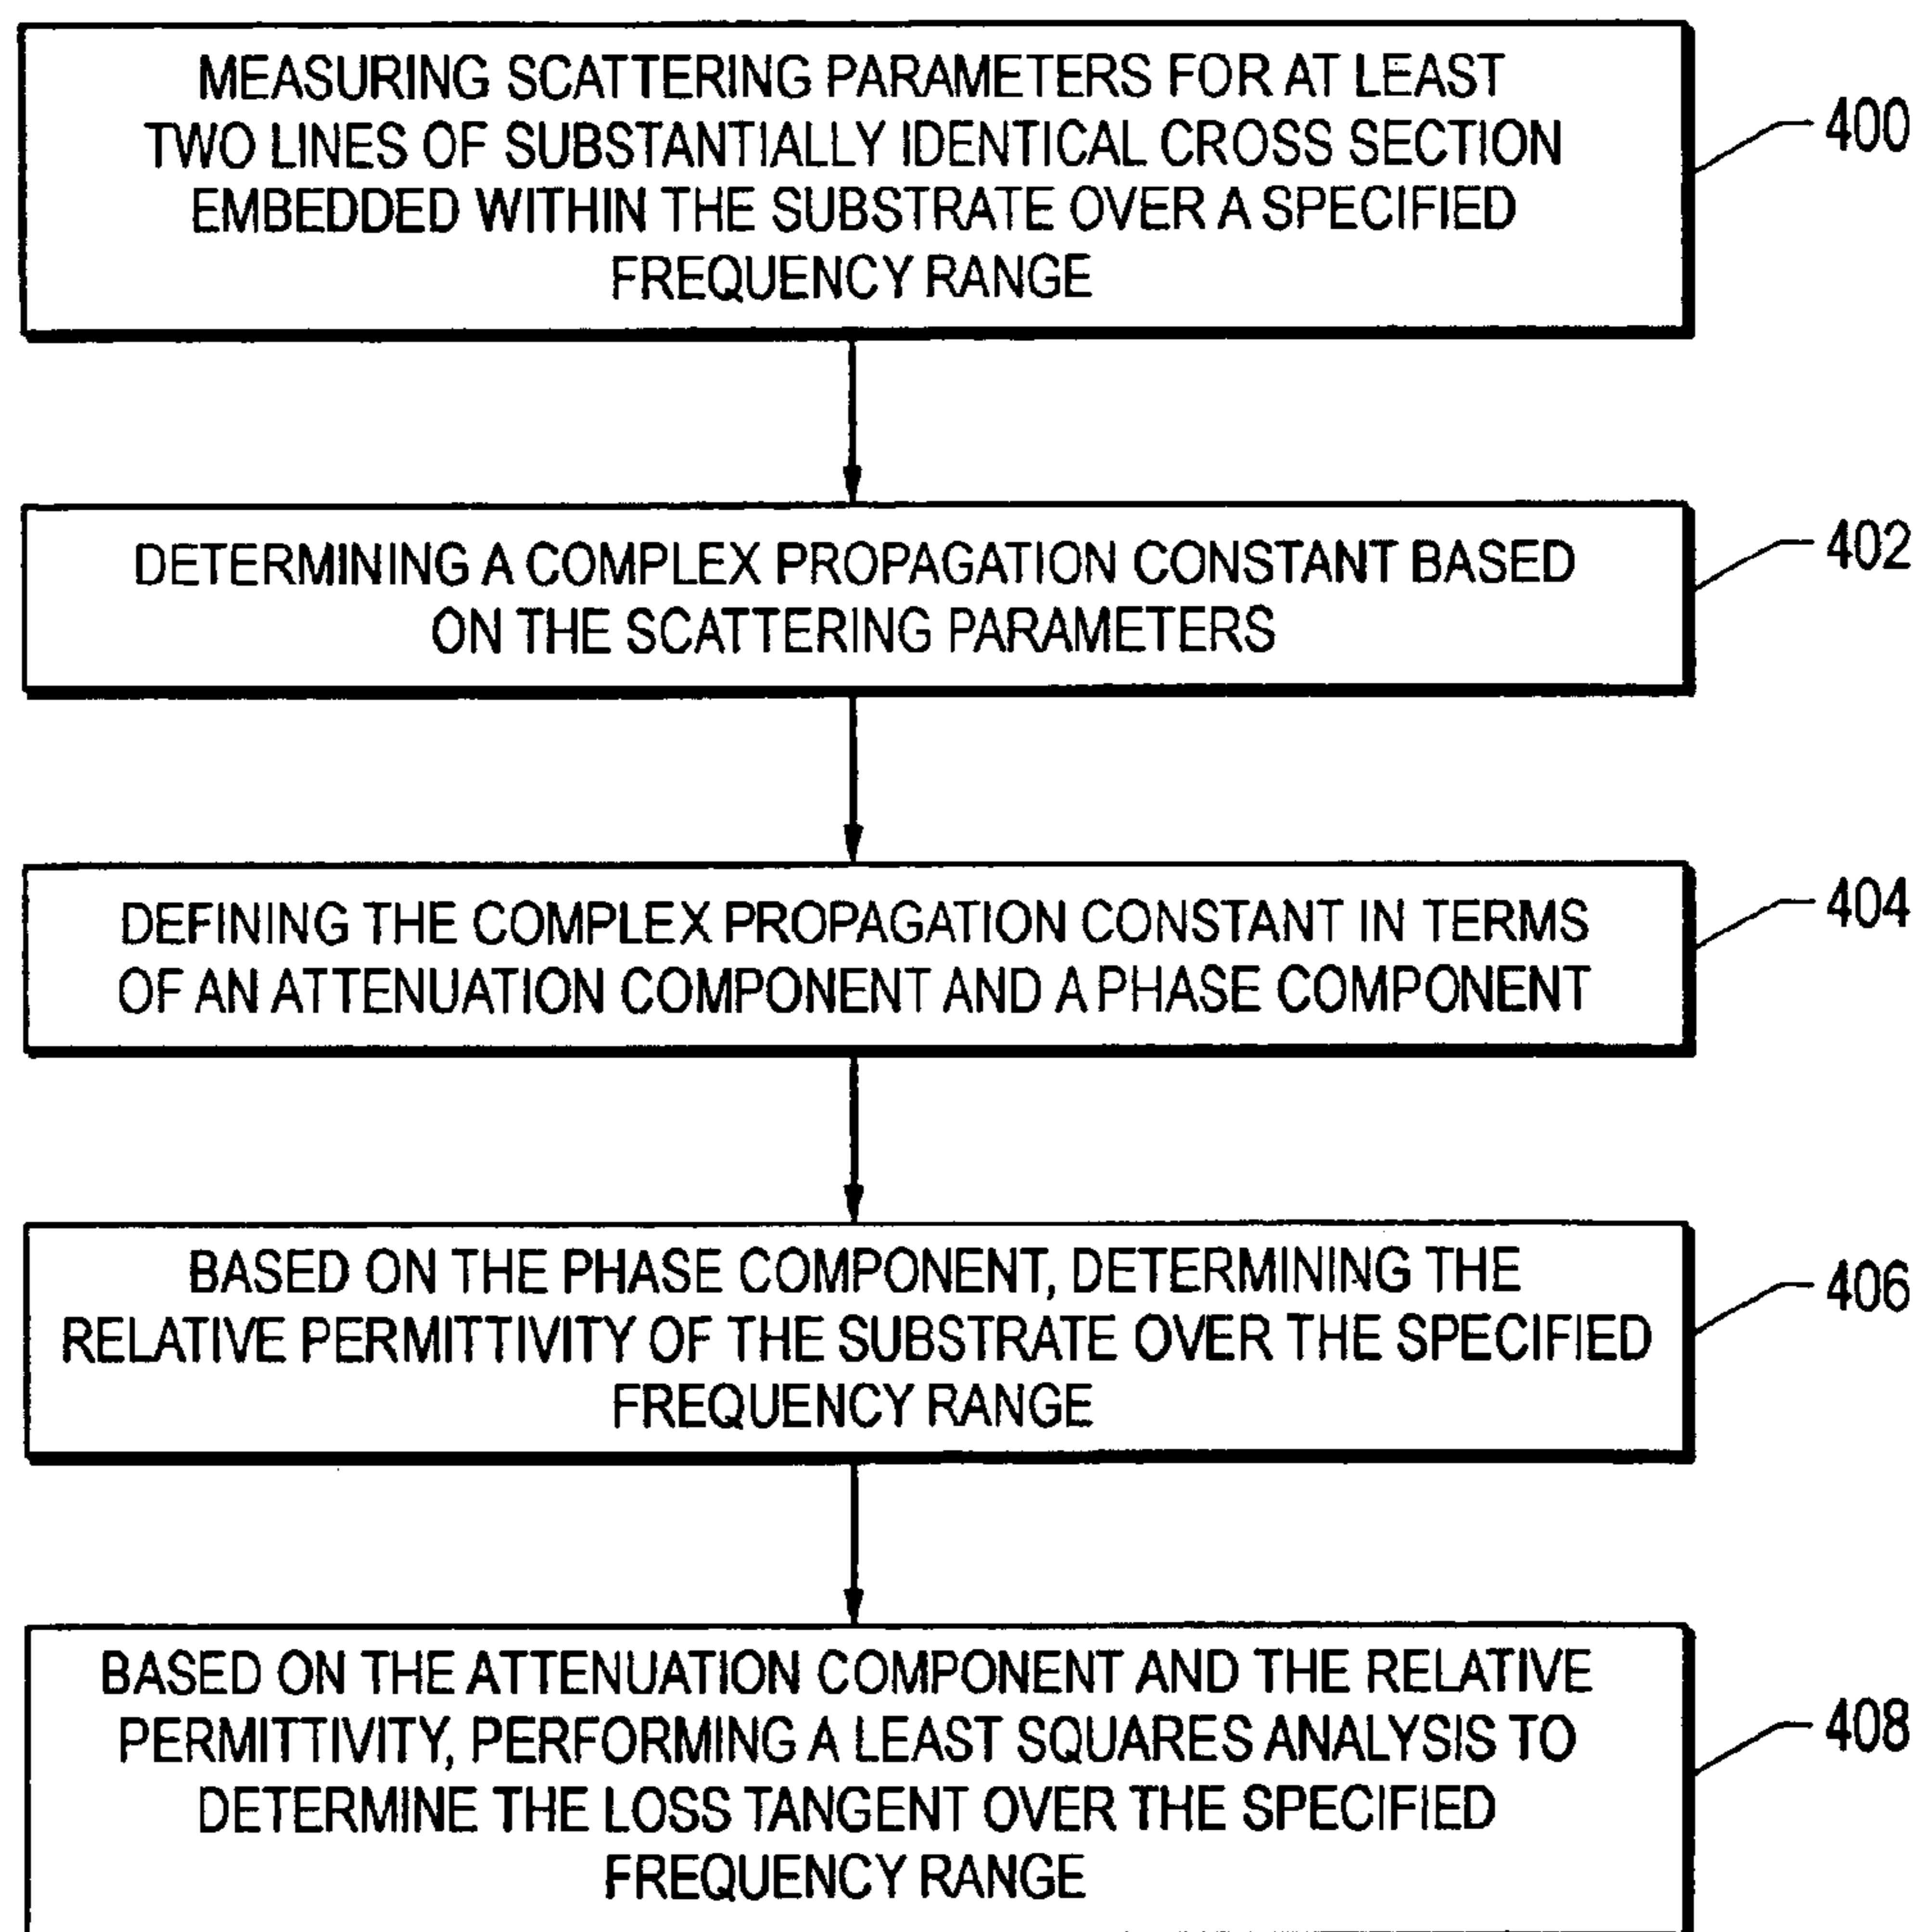 MEASURING SCATTERING PARAMETERS FOR AT LEAST
TWO LINES OF SUBSTANTIALLY IDENTICAL CROSS SECTION
EMBEDDED WITHIN THE SUBSTRATE OVER A SPECIFIED
FREQUENCY RANGE
400
DETERMINING A COMPLEX PROPAGATION CONSTANT BASED
ON THE SCATTERING PARAMETERS
402
DEFINING THE COMPLEX PROPAGATION CONSTANT IN TERMS
OF AN ATTENUATION COMPONENT AND A PHASE COMPONENT
404
BASED ON THE PHASE COMPONENT, DETERMINING THE
RELATIVE PERMITTIVITY OF THE SUBSTRATE OVER THE SPECIFIED
FREQUENCY RANGE
406
BASED ON THE ATTENUATION COMPONENT AND THE RELATIVE
PERMITTIVITY, PERFORMING A LEAST SQUARES ANALYSIS TO
DETERMINE THE LOSS TANGENT OVER THE SPECIFIED
FREQUENCY RANGE
408